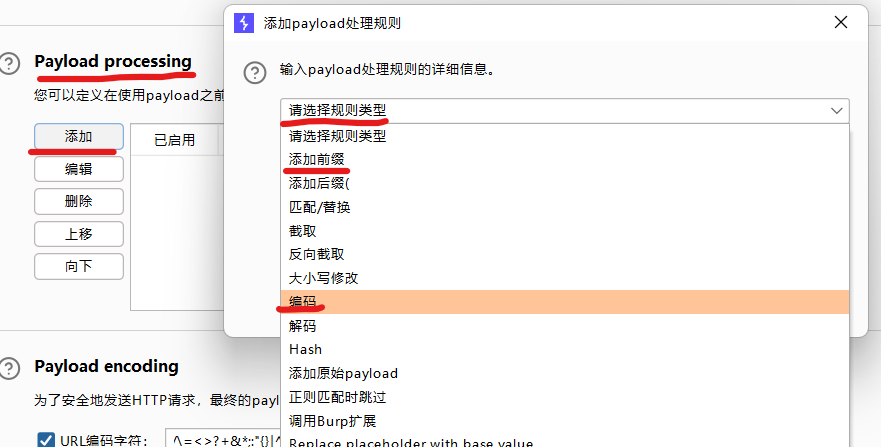 添加payload处理规则
Payload processing
输入payload处理规则的详细信息。
您可以定义在使用payload之前
请选择规则类型
添加
已启用
编辑
删除
上移
向下
请选择规则类型
添加前缀
添加后缀(
匹配/替换
截取
反向截取
大小写修改
编码
解码
Hash
添加原始payload
正则匹配时跳过
调用Burp扩展
Replace placeholder with base value
Payload encoding
为了安全地发送HTTP请求，最终的payl
URL编码字符：